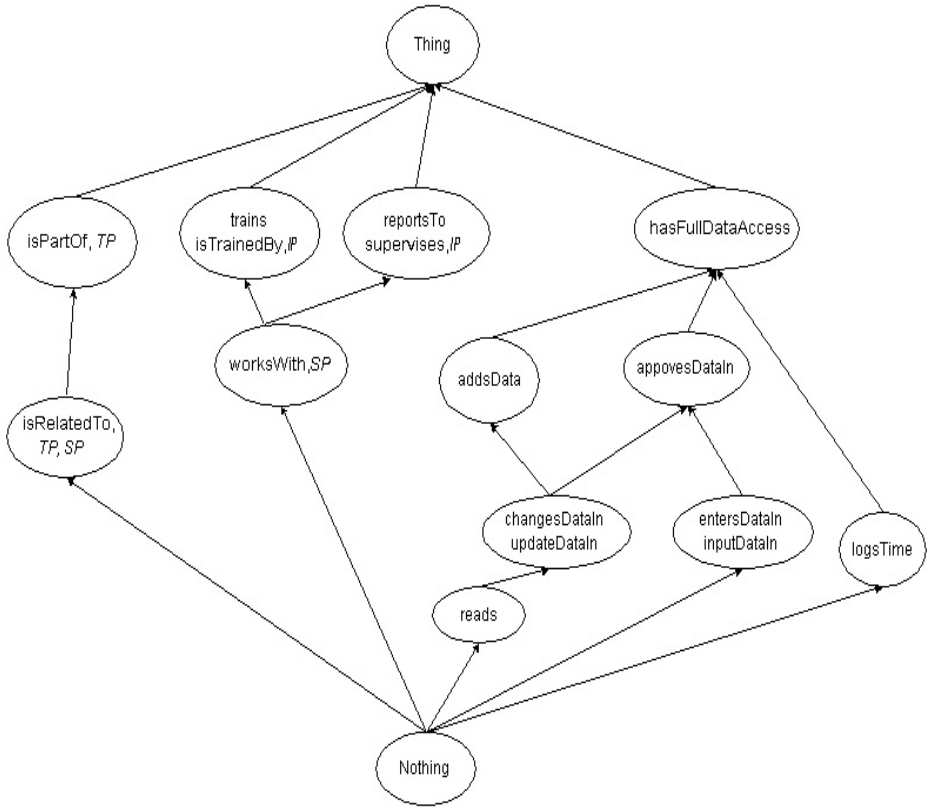 Thing
isPartOf, TP
trains
isTrainedBy,IP
reportsTo
supervises,IP
hasFullDataAccess
worksWith,SP
addsData
appovesDataIn
isRelatedTo,
TP, SP
changesDataIn
updateDataIn
entersDataIn
inputDataIn
logsTime
reads
Nothing